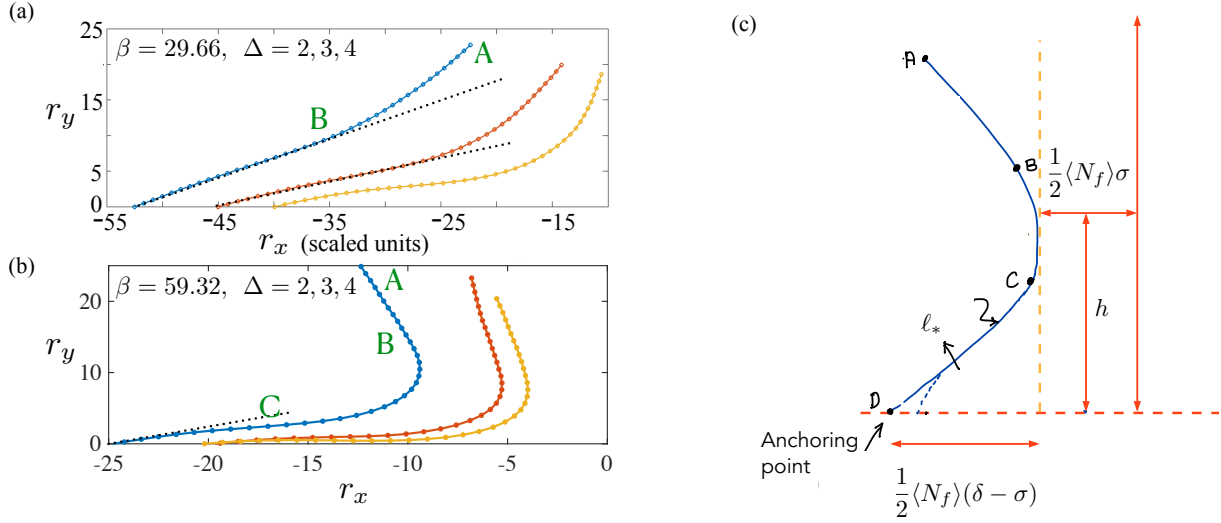 (a)
25
15
5
0
r_y
β = 29.66, Δ = 2, 3, 4
A
B
-55
-45
-35
-25
-15
r_x (scaled units)
(b)
20
10
0
r_y
β = 59.32, Δ = 2, 3, 4
A
B
C
-25
-20
-15
-10
-5
0
r_x
(c)
A
B
C
D
ℓ_*
h
1/2⟨N_f⟩σ
Anchoring
point
1/2⟨N_f⟩(δ − σ)